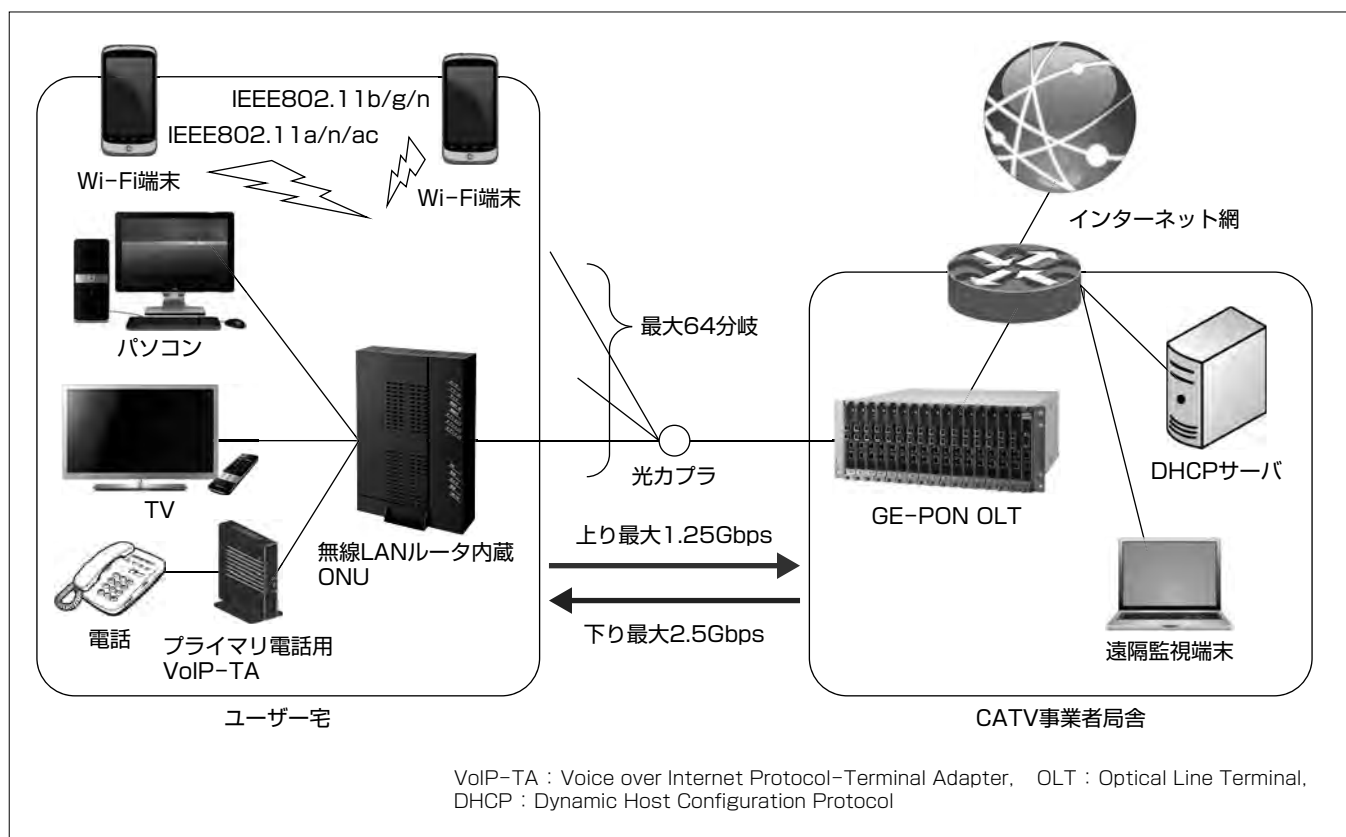 IEEE802.11b/g/n
IEEE802.11a/n/ac
Wi-Fi端末
Wi-Fi端末
インターネット網
パソコン
最大64分岐
TV
無線LANルータ内蔵
ONU
光カプラ
GE-PON OLT
DHCPサーバ
上り最大1.25Gbps
下り最大2.5Gbps
電話
プライマリ電話用
VoIP-TA
遠隔監視端末
ユーザー宅
CATV事業者局舎
VoIP-TA：Voice over Internet Protocol-Terminal Adapter,　OLT：Optical Line Terminal,
DHCP：Dynamic Host Configuration Protocol